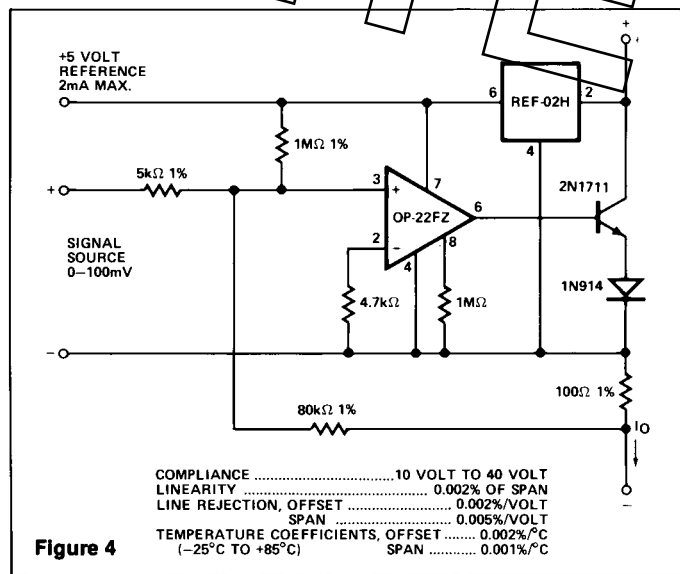 +
+5 VOLT
REFERENCE
2mA MAX.
6
REF-02H
2
4
1MΩ 1%
+
5kΩ 1%
3
+
7
OP-22FZ
6
2N1711
2
−
4
8
SIGNAL
SOURCE
0–100mV
4.7kΩ
1MΩ
1N914
−
100Ω 1%
80kΩ 1%
IO
−
COMPLIANCE .......................... 10 VOLT TO 40 VOLT
LINEARITY .................................. 0.002% OF SPAN
LINE REJECTION, OFFSET .................. 0.002%/VOLT
SPAN .................. 0.005%/VOLT
TEMPERATURE COEFFICIENTS, OFFSET ....... 0.002%/°C
(−25°C TO +85°C) SPAN .......... 0.001%/°C
Figure 4